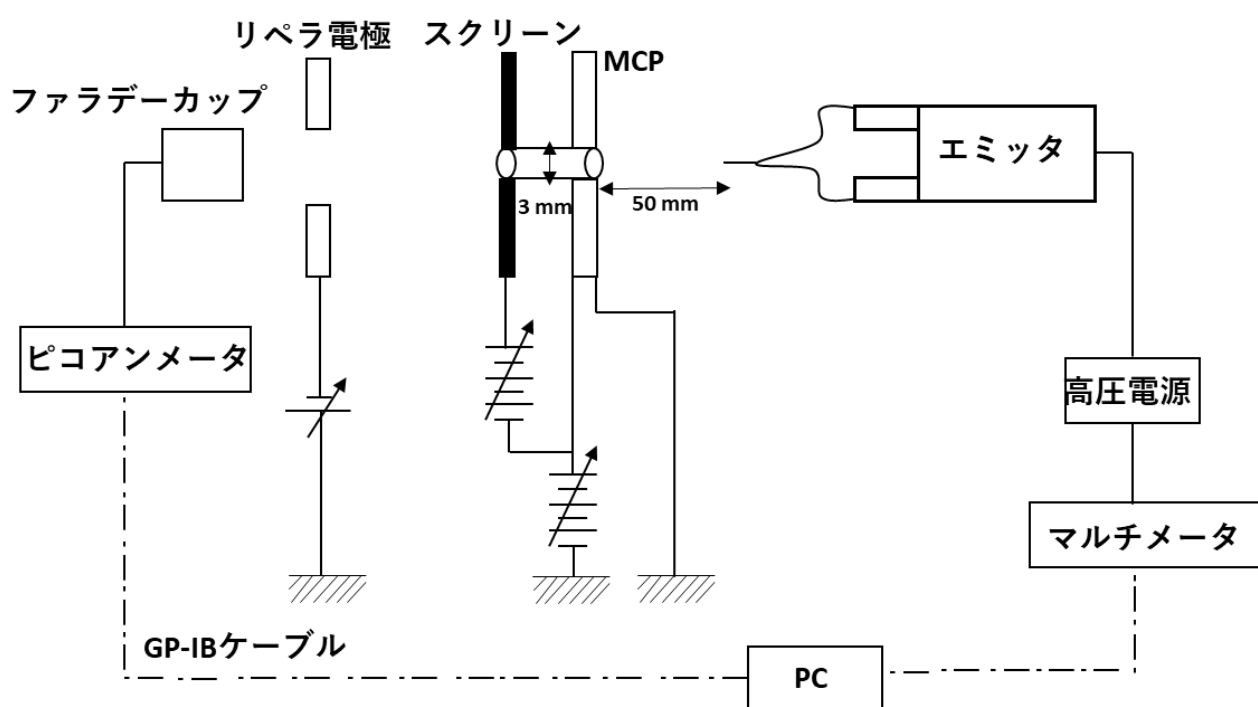 リペラ電極
スクリーン
MCP
ファラデーカップ
エミッタ
3 mm
50 mm
ピコアンメータ
高圧電源
マルチメータ
GP-IBケーブル
PC